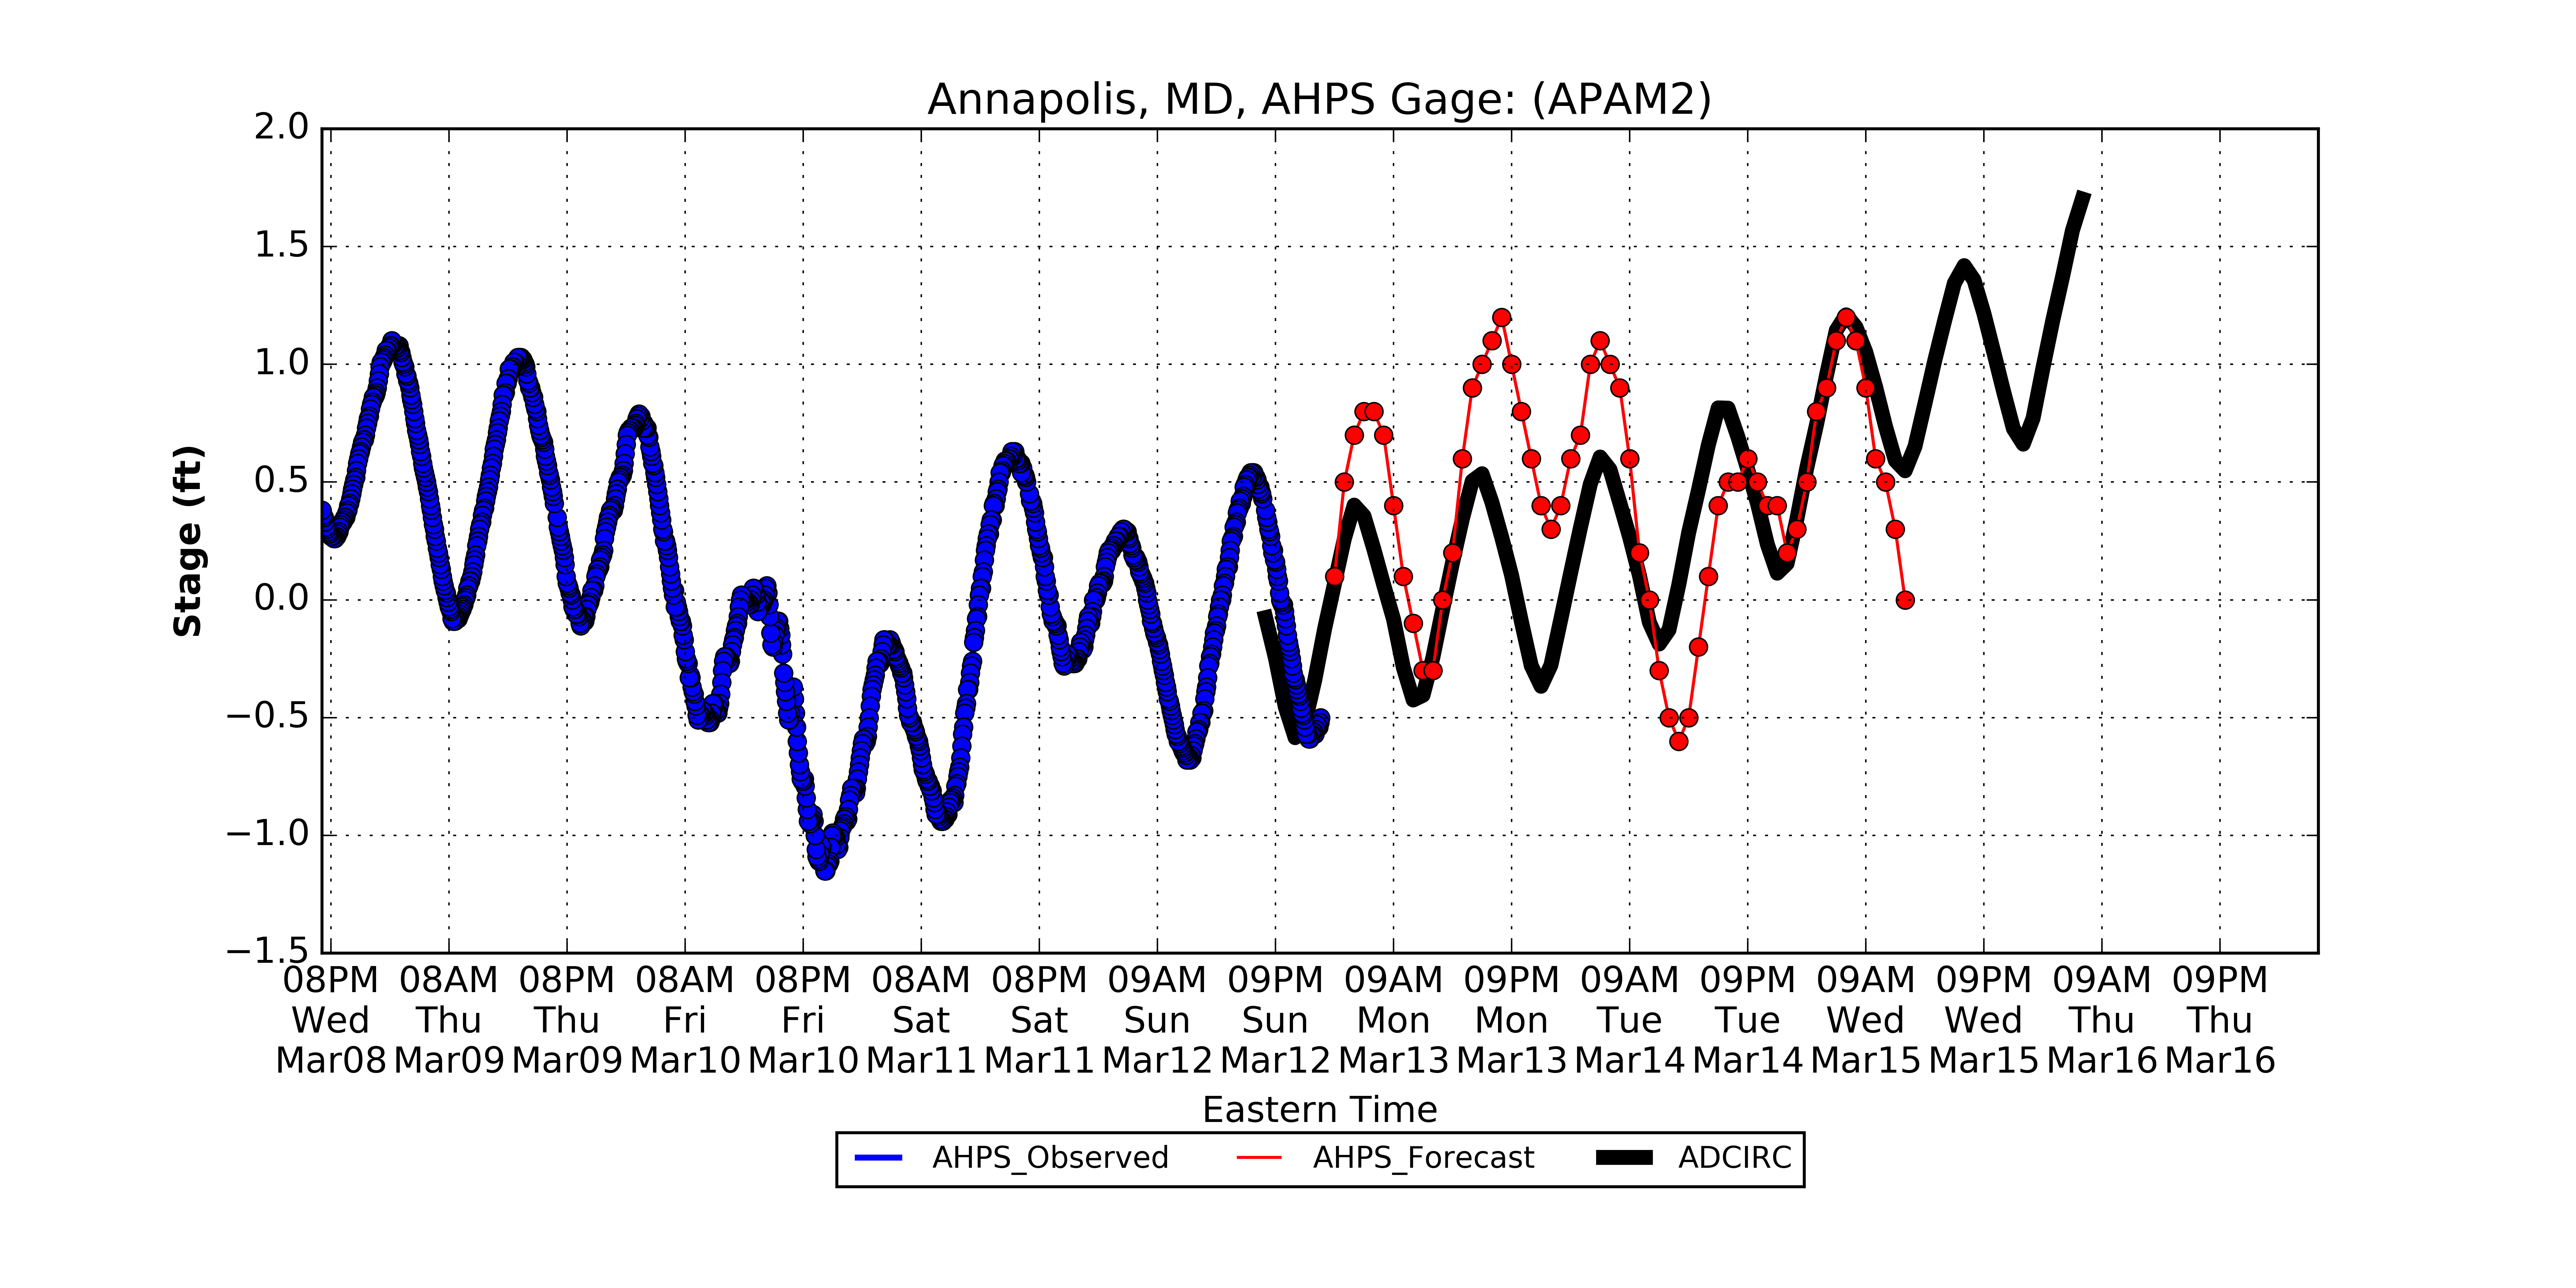 Annapolis, MD, AHPS Gage: (APAM2)
Stage (ft)
2.0
1.5
1.0
0.5
0.0
−0.5
−1.0
−1.5
08PM 08AM 08PM 08AM 08PM 08AM 08PM 09AM 09PM 09AM 09PM 09AM 09PM 09AM 09PM 09AM 09PM
Wed Thu Thu Fri Fri Sat Sat Sun Sun Mon Mon Tue Tue Wed Wed Thu Thu
Mar08 Mar09 Mar09 Mar10 Mar10 Mar11 Mar11 Mar12 Mar12 Mar13 Mar13 Mar14 Mar14 Mar15 Mar15 Mar16 Mar16
Eastern Time
AHPS_Observed AHPS_Forecast ADCIRC